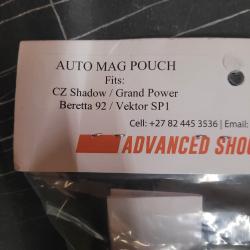 AUTO MAG POUCH
Fits:
CZ Shadow / Grand Power
Beretta 92 / Vektor SP1
Cell: +27 82 445 3536 | Email:
ADVANCED SHOO